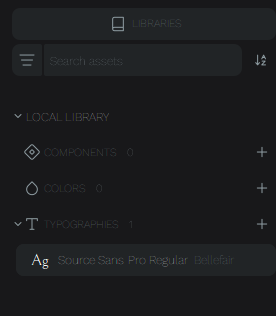 LIBRARIES
Search assets
LOCAL LIBRARY
COMPONENTS 0
COLORS 0
TYPOGRAPHIES 1
Ag Source Sans Pro Regular Bellefair